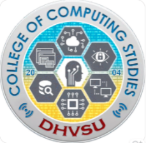 COLLEGE OF COMPUTING STUDIES
20 04
DHVSU